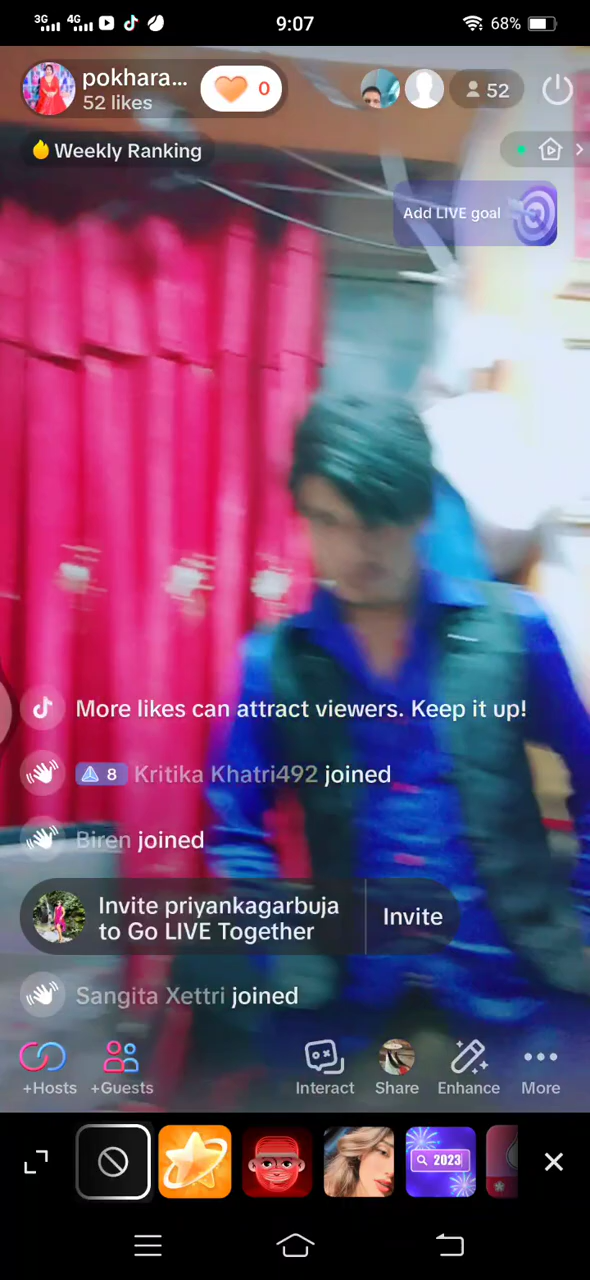 3G 4G 9:07 68%
pokhara...
52 likes
0
52
Weekly Ranking
Add LIVE goal
More likes can attract viewers. Keep it up!
8 Kritika Khatri492 joined
Biren joined
Invite priyankagarbuja
to Go LIVE Together
Invite
Sangita Xettri joined
+Hosts +Guests Interact Share Enhance More
2023